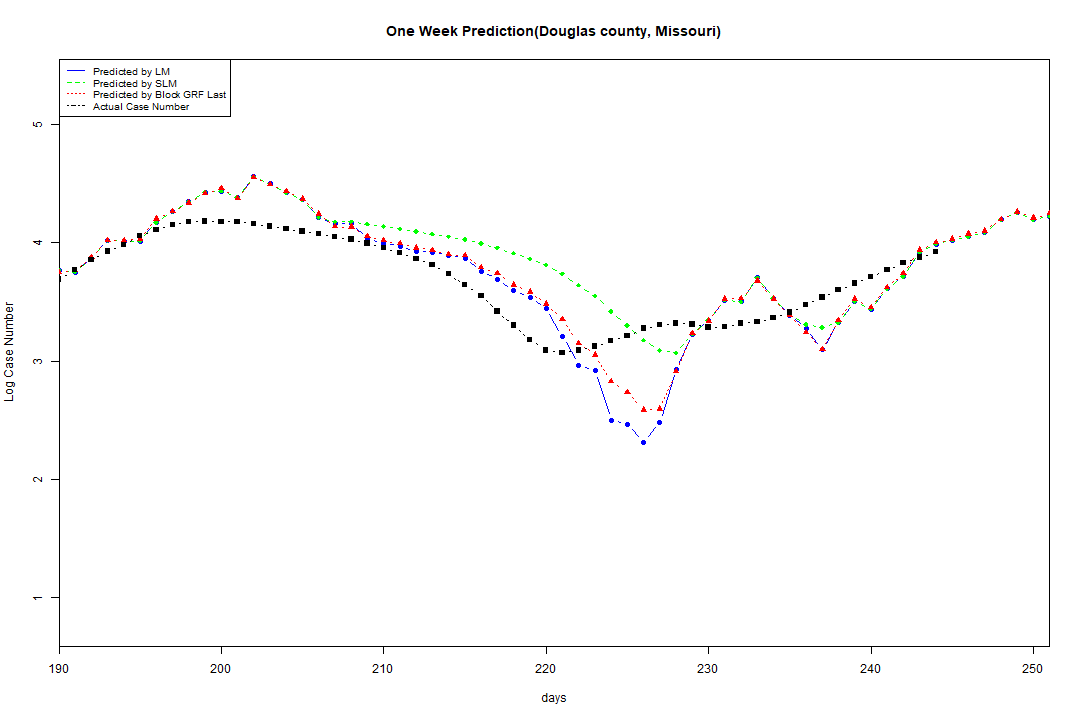 One Week Prediction(Douglas county, Missouri)
Predicted by LM
Predicted by SLM
Predicted by Block GRF Last
Actual Case Number
5
4
3
2
1
Log Case Number
190 200 210 220 230 240 250
days